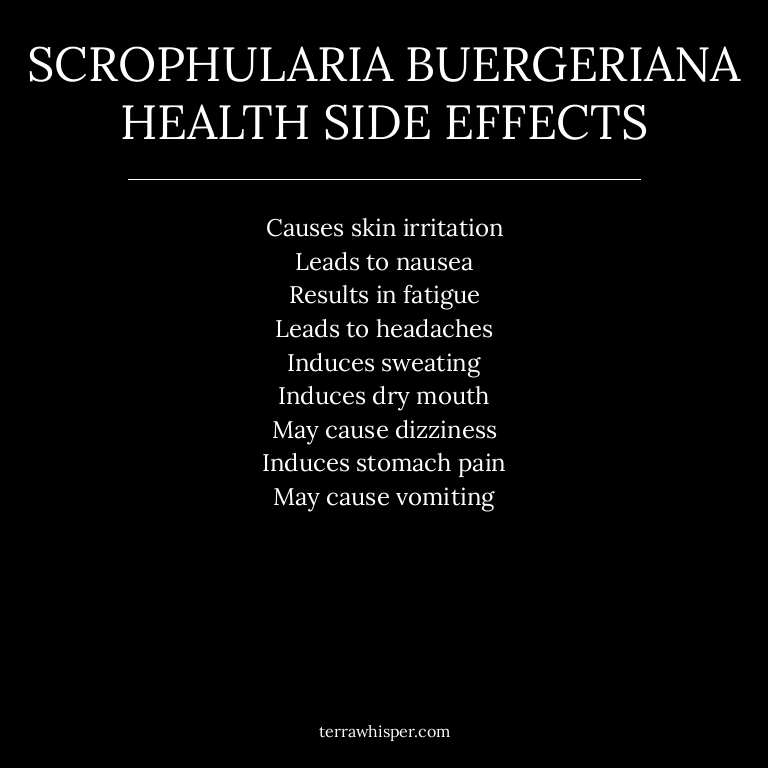 SCROPHULARIA BUERGERIANA
HEALTH SIDE EFFECTS
Causes skin irritation
Leads to nausea
Results in fatigue
Leads to headaches
Induces sweating
Induces dry mouth
May cause dizziness
Induces stomach pain
May cause vomiting
terrawhisper.com